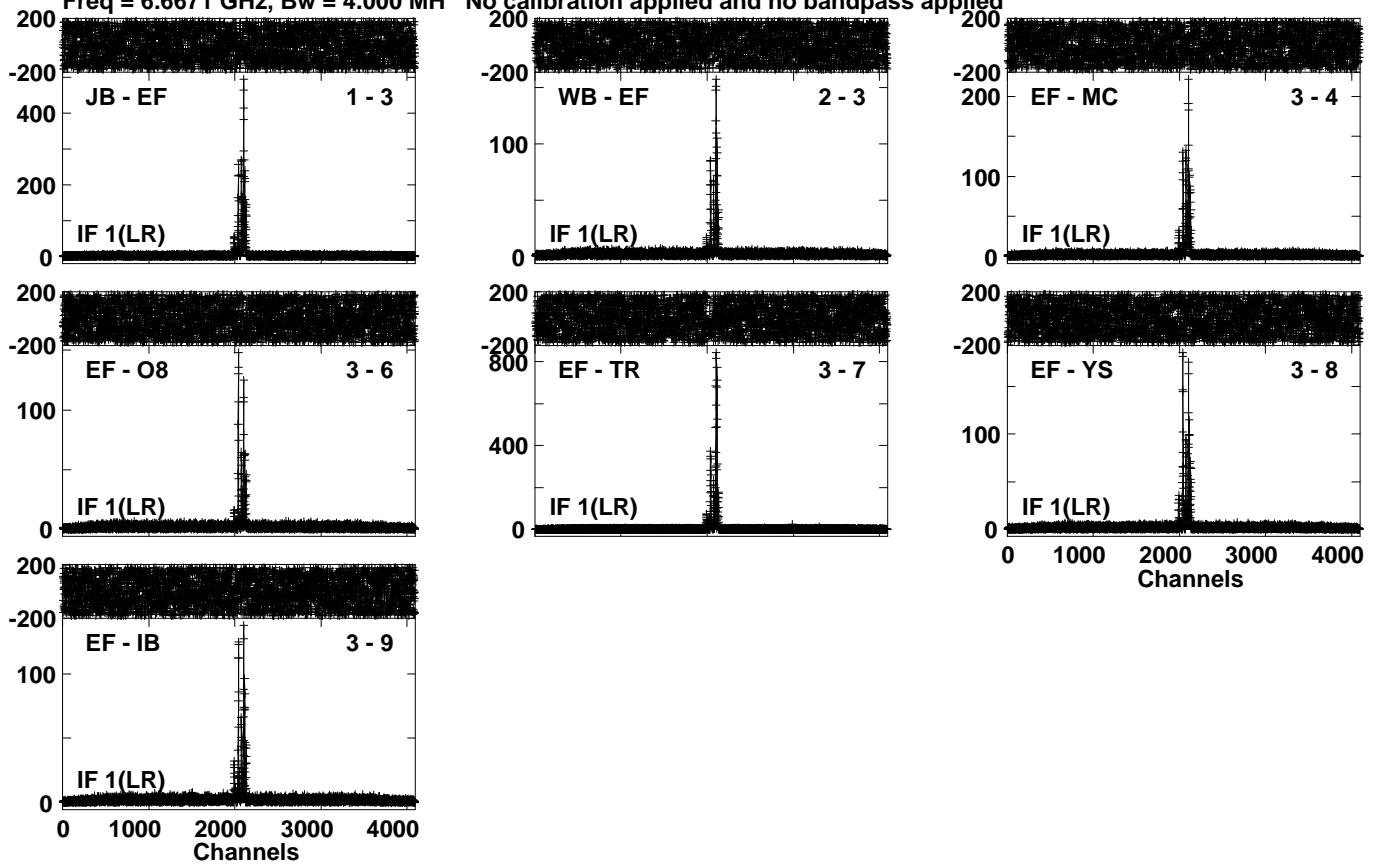 Freq = 6.6671 GHz, Bw = 4.000 MH No calibration applied and no bandpass applied
200
-200
JB - EF 1 - 3
400
200
0
IF 1(LR)
200
-200
WB - EF 2 - 3
100
0
IF 1(LR)
200
-200
EF - MC 3 - 4
200
100
0
IF 1(LR)
200
-200
EF - O8 3 - 6
100
0
IF 1(LR)
200
-200
EF - TR 3 - 7
800
400
0
IF 1(LR)
200
-200
EF - YS 3 - 8
100
0
IF 1(LR)
0 1000 2000 3000 4000
Channels
200
-200
EF - IB 3 - 9
100
0
IF 1(LR)
0 1000 2000 3000 4000
Channels